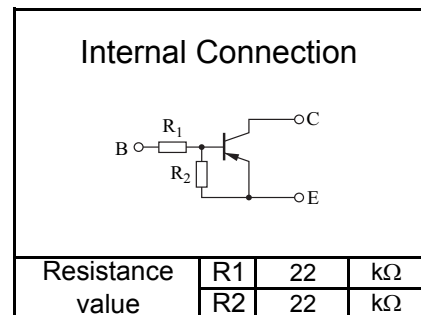 Internal Connection
C
R1
B
R2
E
Resistance value R1 22 kΩ
R2 22 kΩ